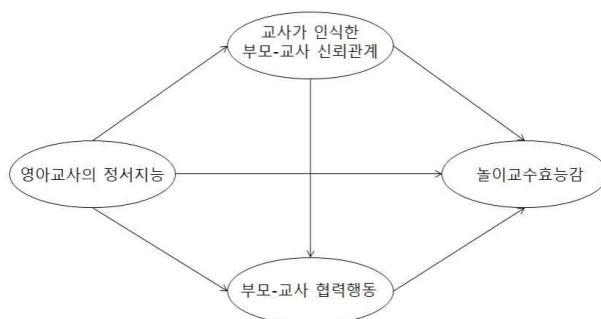 교사가 인식한
부모-교사 신뢰관계
영아교사의 정서지능
놀이교수효능감
부모-교사 협력행동